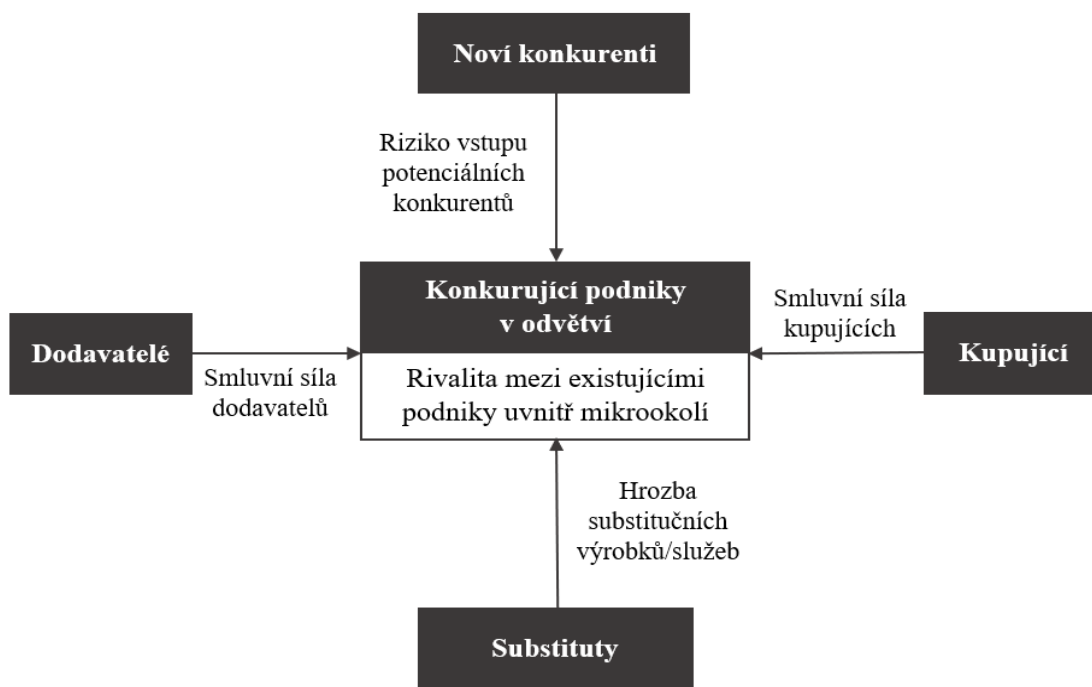 Noví konkurenti
Riziko vstupu
potenciálních
konkurentů
Konkurující podniky
v odvětví
Smluvní síla
kupujících
Dodavatelé
Kupující
Smluvní síla
dodavatelů
Rivalita mezi existujícími
podniky uvnitř mikrookolí
Hrozba
substitučních
výrobků/služeb
Substituty